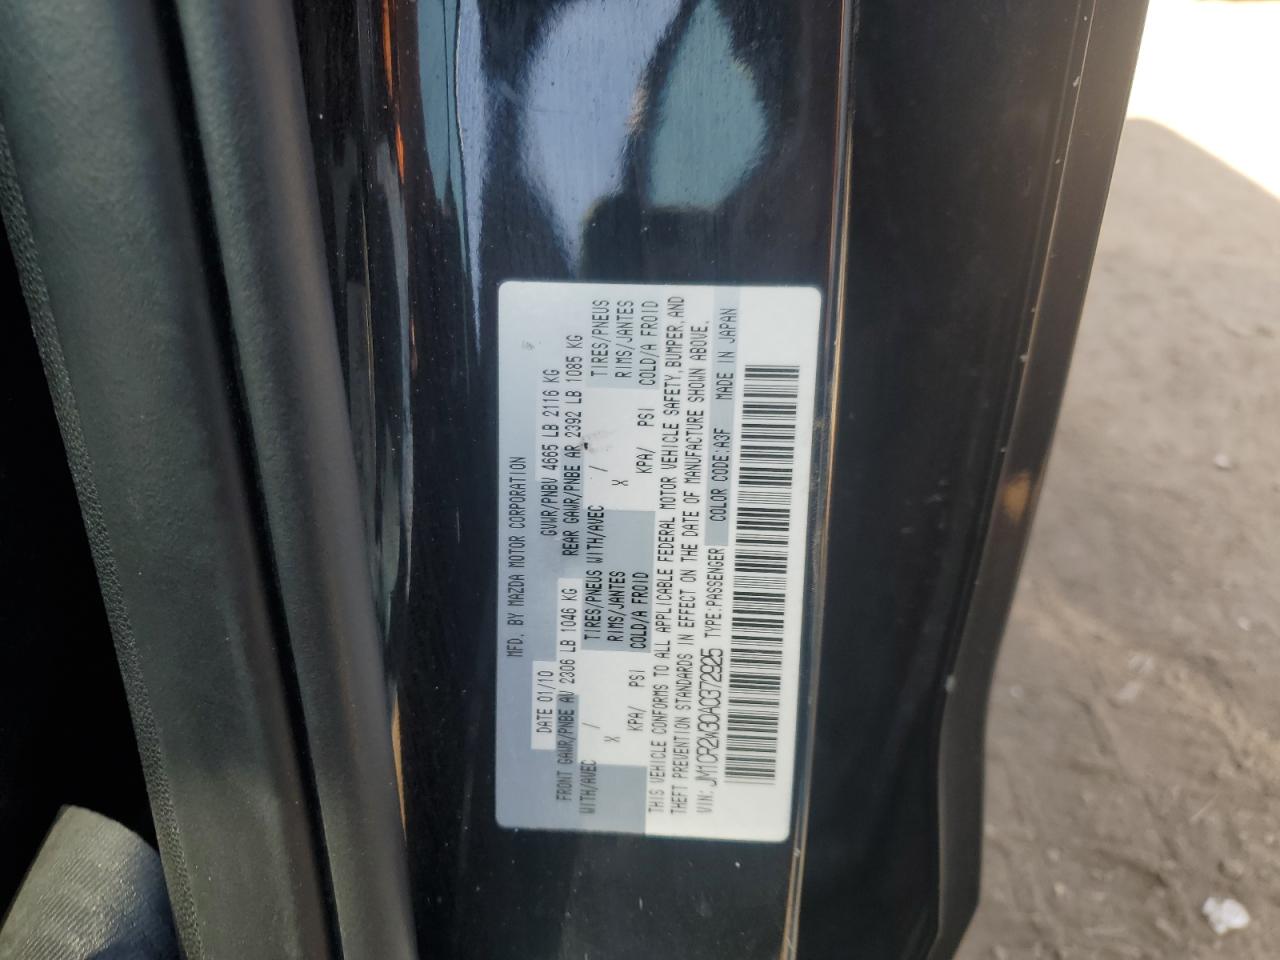 MFD. BY MAZDA MOTOR CORPORATION
DATE 01/10 GVWR/PNBV 4665 LB 2116 KG
FRONT GAWR/PNBE AV 2306 LB 1046 KG REAR GAWR/PNBE AR 2392 LB 1085 KG
WITH/AVEC / TIRES/PNEUS WITH/AVEC / TIRES/PNEUS
X RIMS/JANTES X RIMS/JANTES
KPA/ PSI COLD/A FROID KPA/ PSI COLD/A FROID
THIS VEHICLE CONFORMS TO ALL APPLICABLE FEDERAL MOTOR VEHICLE SAFETY, BUMPER, AND
THEFT PREVENTION STANDARDS IN EFFECT ON THE DATE OF MANUFACTURE SHOWN ABOVE.
VIN: JM1CR2W30A0372925 TYPE:PASSENGER COLOR CODE:A3F MADE IN JAPAN